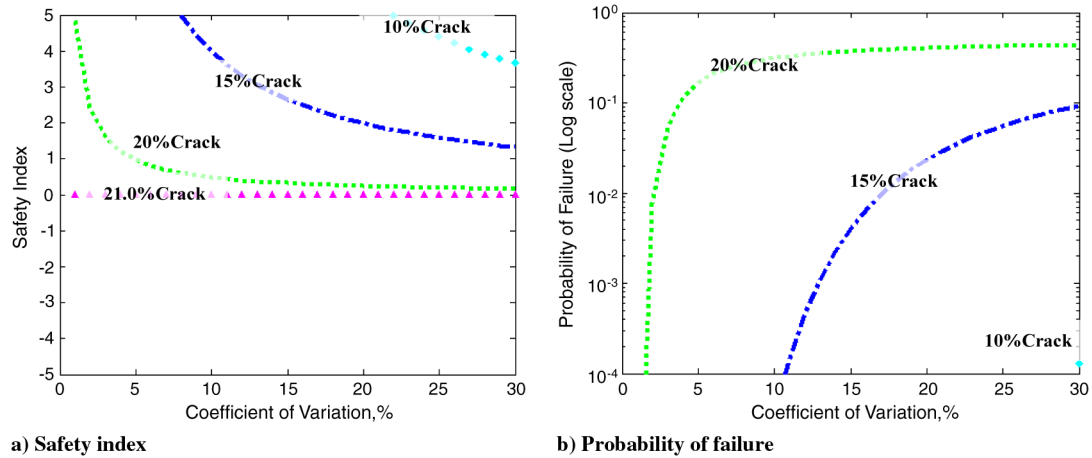 5
4
3
2
1
0
-1
-2
-3
-4
-5
Safety Index
10%Crack
15%Crack
20%Crack
21.0%Crack
0 5 10 15 20 25 30
Coefficient of Variation,%
a) Safety index
10^0
10^-1
10^-2
10^-3
10^-4
Probability of Failure (Log scale)
20%Crack
15%Crack
10%Crack
0 5 10 15 20 25 30
Coefficient of Variation,%
b) Probability of failure